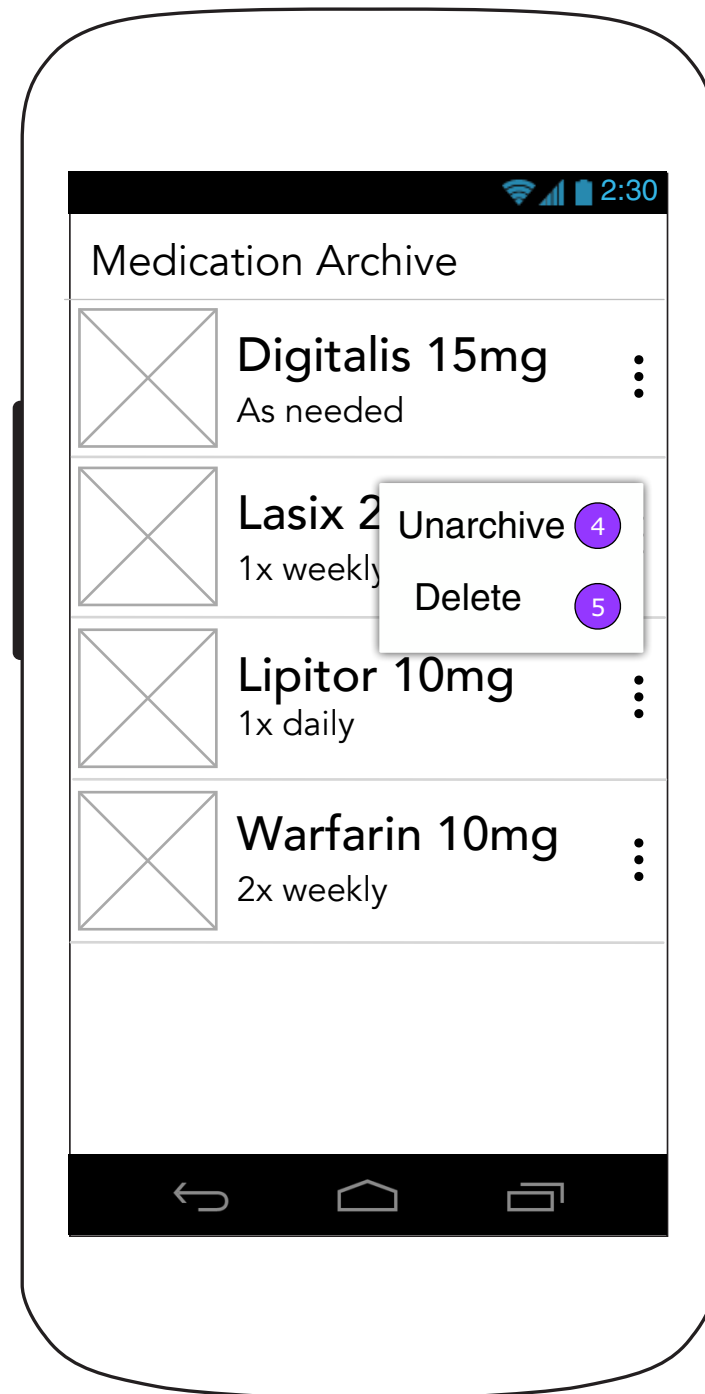 2:30
Medication Archive
Digitalis 15mg
As needed
Lasix 2
1x weekly
Unarchive 4
Delete 5
Lipitor 10mg
1x daily
Warfarin 10mg
2x weekly